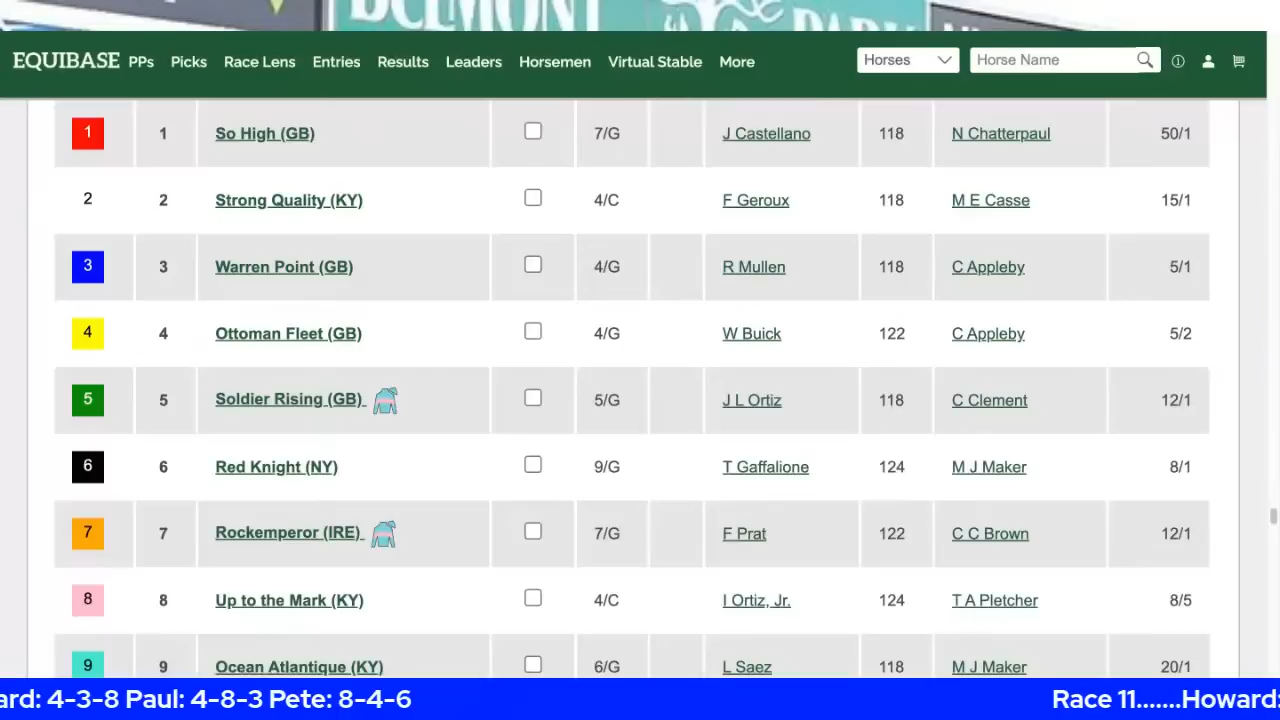 BELMONT PARK
EQUIBASE PPs Picks Race Lens Entries Results Leaders Horsemen Virtual Stable More Horses Horse Name
1 1 So High (GB) 7/G J Castellano 118 N Chatterpaul 50/1
2 2 Strong Quality (KY) 4/C F Geroux 118 M E Casse 15/1
3 3 Warren Point (GB) 4/G R Mullen 118 C Appleby 5/1
4 4 Ottoman Fleet (GB) 4/G W Buick 122 C Appleby 5/2
5 5 Soldier Rising (GB) 5/G J L Ortiz 118 C Clement 12/1
6 6 Red Knight (NY) 9/G T Gaffalione 124 M J Maker 8/1
7 7 Rockemperor (IRE) 7/G F Prat 122 C C Brown 12/1
8 8 Up to the Mark (KY) 4/C I Ortiz, Jr. 124 T A Pletcher 8/5
9 9 Ocean Atlantique (KY) 6/G L Saez 118 M J Maker 20/1
ard: 4-3-8 Paul: 4-8-3 Pete: 8-4-6 Race 11.......Howard: